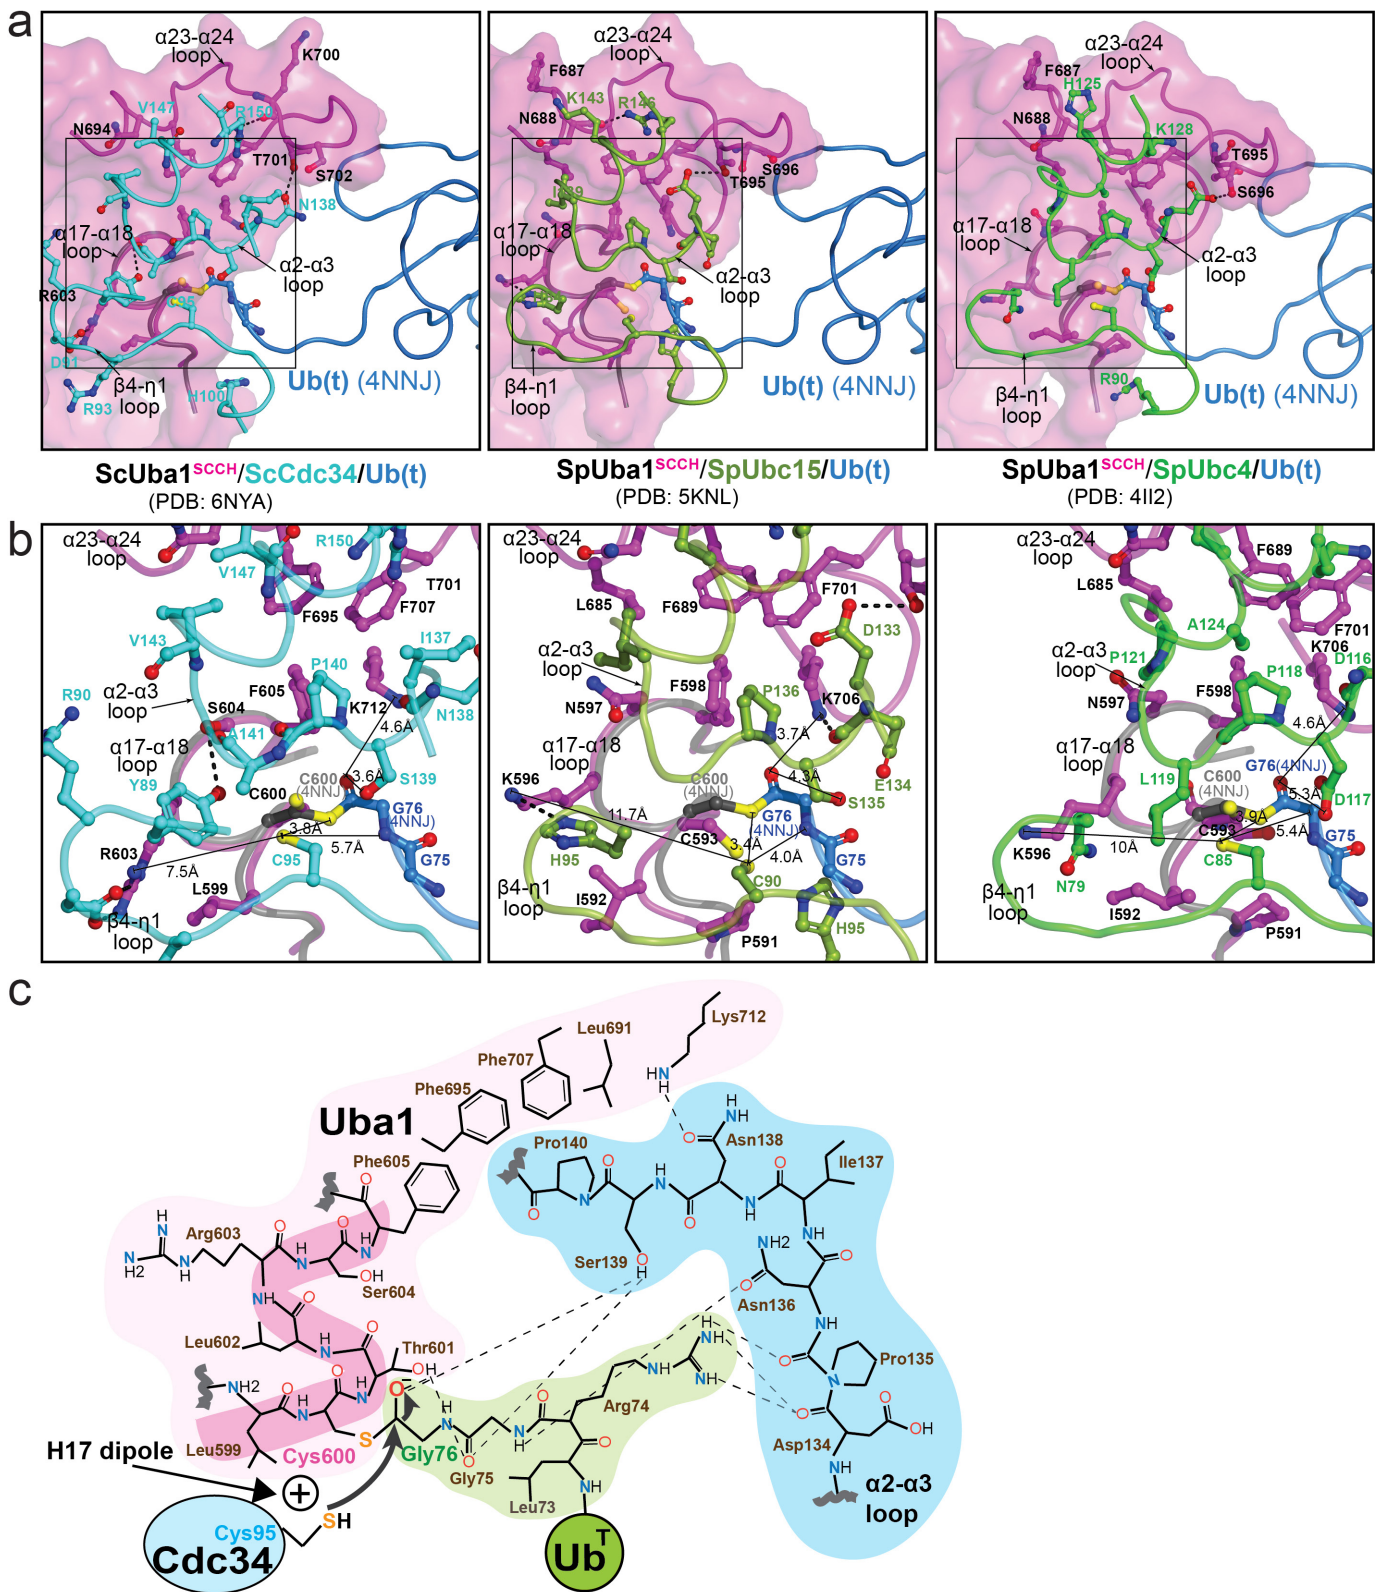 a
α23-α24
loop
K700
V147
R150
N694
T701
S702
N138
α17-α18
loop
α2-α3
loop
R603
C95
D91
β4-η1
loop
R93
H100
Ub(t) (4NNJ)
α23-α24
loop
F687
K143
R146
N688
S696
T695
α17-α18
loop
α2-α3
loop
β4-η1
loop
Ub(t) (4NNJ)
α23-α24
loop
F687
H125
N688
K128
T695
S696
α17-α18
loop
α2-α3
loop
β4-η1
loop
R90
Ub(t) (4NNJ)
ScUba1SCCH/ScCdc34/Ub(t)
(PDB: 6NYA)
SpUba1SCCH/SpUbc15/Ub(t)
(PDB: 5KNL)
SpUba1SCCH/SpUbc4/Ub(t)
(PDB: 4II2)
b
α23-α24
loop
R150
V147
T701
F707
F695
V143
I137
P140
R90
α2-α3
loop
F605
K712
N138
S604
4.6Å
A141
α17-α18
loop
3.6Å
S139
Y89
C600
(4NNJ)
C600
G76
(4NNJ)
3.8Å
5.7Å
C95
G75
R603
7.5Å
L599
β4-η1
loop
α23-α24
loop
L685
F689
F701
D133
α2-α3
loop
F598
P136
K706
N597
3.7Å
α17-α18
loop
4.3Å
E134
K596
C600
(4NNJ)
S135
11.7Å
G76
(4NNJ)
C593
3.4Å
4.0Å
G75
H95
C90
β4-η1
loop
I592
H95
P591
α23-α24
loop
F689
L685
A124
F701
K706
α2-α3
loop
P121
D116
F598
P118
N597
4.6Å
α17-α18
loop
G76(4NNJ)
L119
C600
(4NNJ)
5.3Å
D117
3.9Å
C593
5.4Å
K596
10Å
G75
C85
N79
β4-η1
loop
I592
P591
c
Lys712
Leu691
Phe707
Phe695
Uba1
H
N
H
NH
H
O
Asn138
Pro140
Ile137
Phe605
Arg603
Ser604
OH
Ser139
NH2
Asn136
Leu602
Thr601
Pro135
Arg74
NH2
Leu599
Cys600
S
Gly76
Gly75
Leu73
Asp134
OH
NH
α2-α3
loop
H17 dipole
+
SH
Cys95
Cdc34
UbT